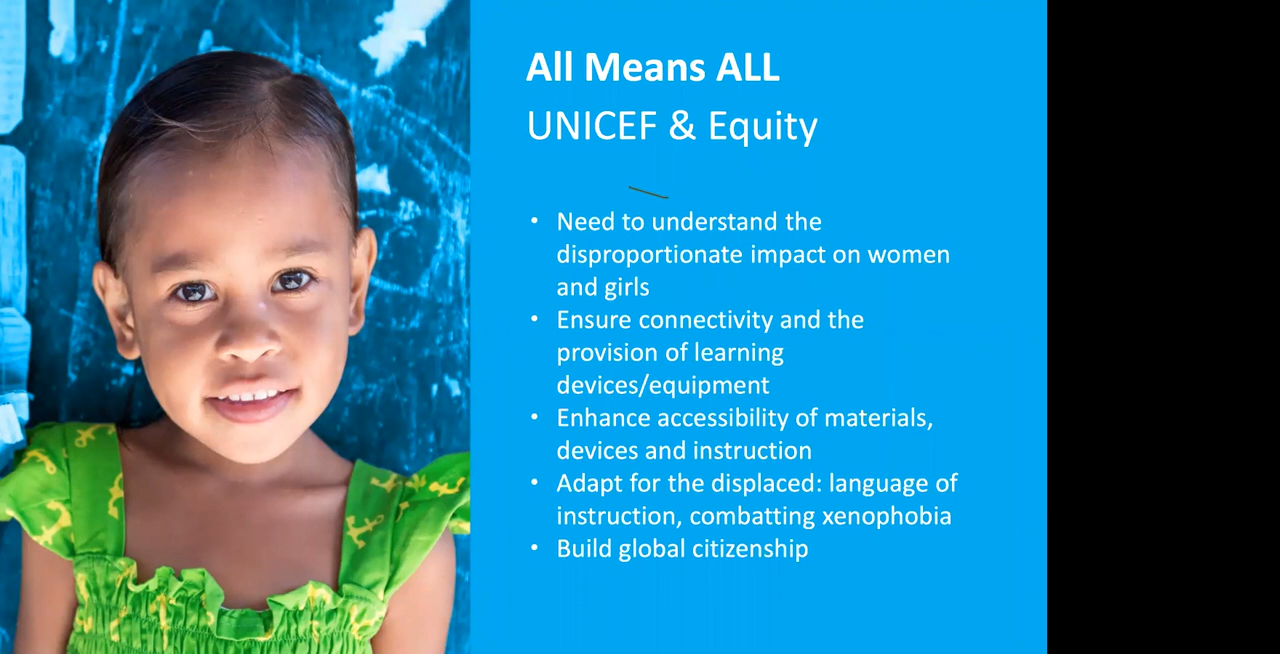 All Means ALL
UNICEF & Equity
• Need to understand the
disproportionate impact on women
and girls
• Ensure connectivity and the
provision of learning
devices/equipment
• Enhance accessibility of materials,
devices and instruction
• Adapt for the displaced: language of
instruction, combatting xenophobia
• Build global citizenship